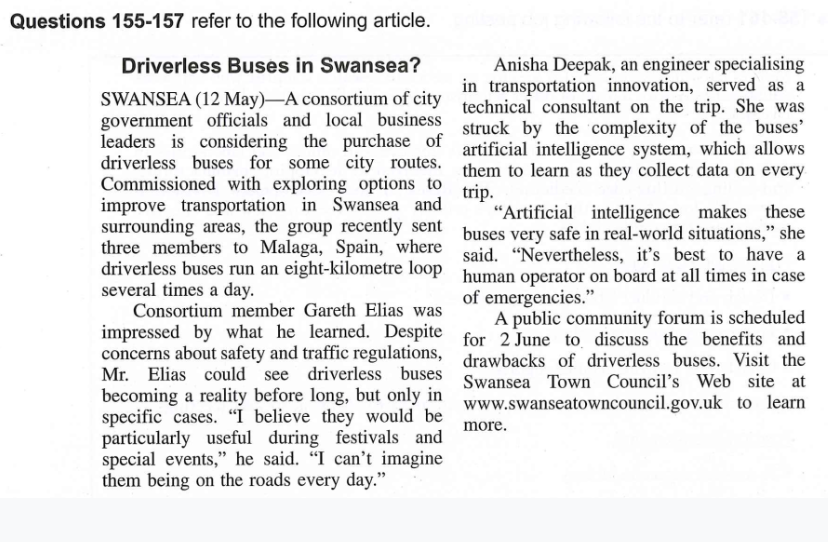 Questions 155-157 refer to the following article.
Driverless Buses in Swansea?
SWANSEA (12 May)—A consortium of city
government officials and local business
leaders is considering the purchase of
driverless buses for some city routes.
Commissioned with exploring options to
improve transportation in Swansea and
surrounding areas, the group recently sent
three members to Malaga, Spain, where
driverless buses run an eight-kilometre loop
several times a day.
Consortium member Gareth Elias was
impressed by what he learned. Despite
concerns about safety and traffic regulations,
Mr. Elias could see driverless buses
becoming a reality before long, but only in
specific cases. “I believe they would be
particularly useful during festivals and
special events,” he said. “I can’t imagine
them being on the roads every day.”
Anisha Deepak, an engineer specialising
in transportation innovation, served as a
technical consultant on the trip. She was
struck by the complexity of the buses’
artificial intelligence system, which allows
them to learn as they collect data on every
trip.
“Artificial intelligence makes these
buses very safe in real-world situations,” she
said. “Nevertheless, it’s best to have a
human operator on board at all times in case
of emergencies.”
A public community forum is scheduled
for 2 June to discuss the benefits and
drawbacks of driverless buses. Visit the
Swansea Town Council’s Web site at
www.swanseatowncouncil.gov.uk to learn
more.